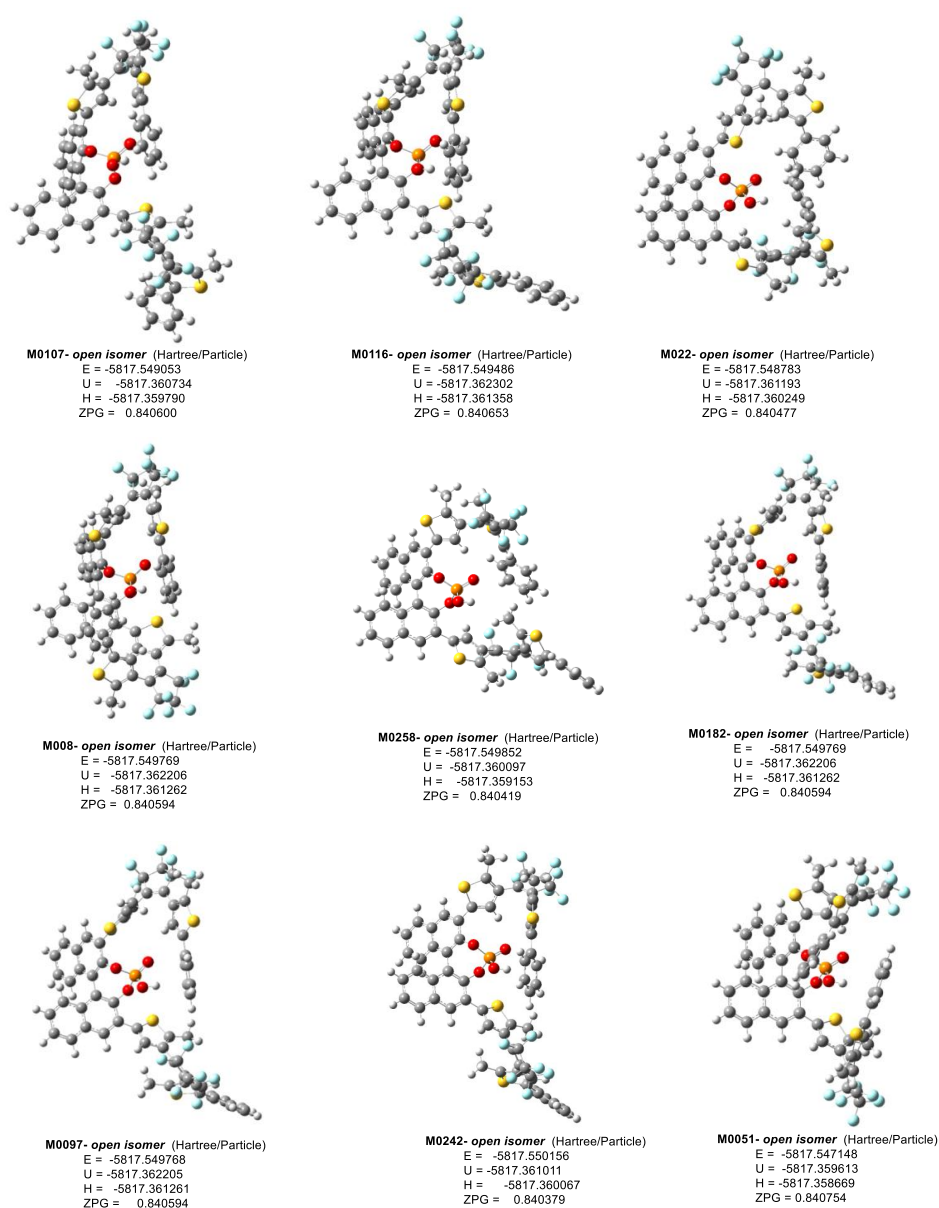 M0107- open isomer (Hartree/Particle)
E = -5817.549053
U = -5817.360734
H = -5817.359790
ZPG = 0.840600
M0116- open isomer (Hartree/Particle)
E = -5817.549486
U = -5817.362302
H = -5817.361358
ZPG = 0.840653
M022- open isomer (Hartree/Particle)
E = -5817.548783
U = -5817.361193
H = -5817.360249
ZPG = 0.840477
M008- open isomer (Hartree/Particle)
E = -5817.549769
U = -5817.362206
H = -5817.361262
ZPG = 0.840594
M0258- open isomer (Hartree/Particle)
E = -5817.549852
U = -5817.360097
H = -5817.359153
ZPG = 0.840419
M0182- open isomer (Hartree/Particle)
E = -5817.549769
U = -5817.362206
H = -5817.361262
ZPG = 0.840594
M0097- open isomer (Hartree/Particle)
E = -5817.549768
U = -5817.362205
H = -5817.361261
ZPG = 0.840594
M0242- open isomer (Hartree/Particle)
E = -5817.550156
U = -5817.361011
H = -5817.360067
ZPG = 0.840379
M0051- open isomer (Hartree/Particle)
E = -5817.547148
U = -5817.359613
H = -5817.358669
ZPG = 0.840754